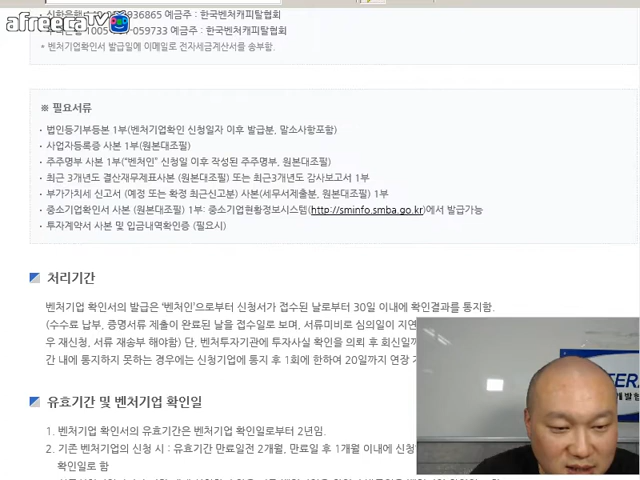 afreecaTV
예금주 : 한국벤처캐피탈협회
1005 059733 예금주 : 한국벤처캐피탈협회
* 벤처기업확인서 발급일에 이메일로 전자세금계산서를 송부함.
※ 필요서류
· 법인등기부등본 1부(벤처기업확인 신청일자 이후 발급분, 말소사항포함)
· 사업자등록증 사본 1부(원본대조필)
· 주주명부 사본 1부("벤처인" 신청일 이후 작성된 주주명부, 원본대조필)
· 최근 3개년도 결산재무제표사본 (원본대조필) 또는 최근3개년도 감사보고서 1부
· 부가가치세 신고서 (예정 또는 확정 최근신고분) 사본(세무서제출분, 원본대조필) 1부
· 중소기업확인서 사본 (원본대조필) 1부: 중소기업현황정보시스템(http://sminfo.smba.go.kr)에서 발급가능
· 투자계약서 사본 및 입금내역확인증 (필요시)
처리기간
벤처기업 확인서의 발급은 '벤처인'으로부터 신청서가 접수된 날로부터 30일 이내에 확인결과를 통지함.
(수수료 납부, 증명서류 제출이 완료된 날을 접수일로 보며, 서류미비로 심의일이 지연
우 재신청, 서류 재송부 해야함) 단, 벤처투자기관에 투자사실 확인을 의뢰 후 회신일까
간 내에 통지하지 못하는 경우에는 신청기업에 통지 후 1회에 한하여 20일까지 연장
유효기간 및 벤처기업 확인일
1. 벤처기업 확인서의 유효기간은 벤처기업 확인일로부터 2년임.
2. 기존 벤처기업의 신청 시 : 유효기간 만료일전 2개월, 만료일 후 1개월 이내에 신청
확인일로 함
TER.